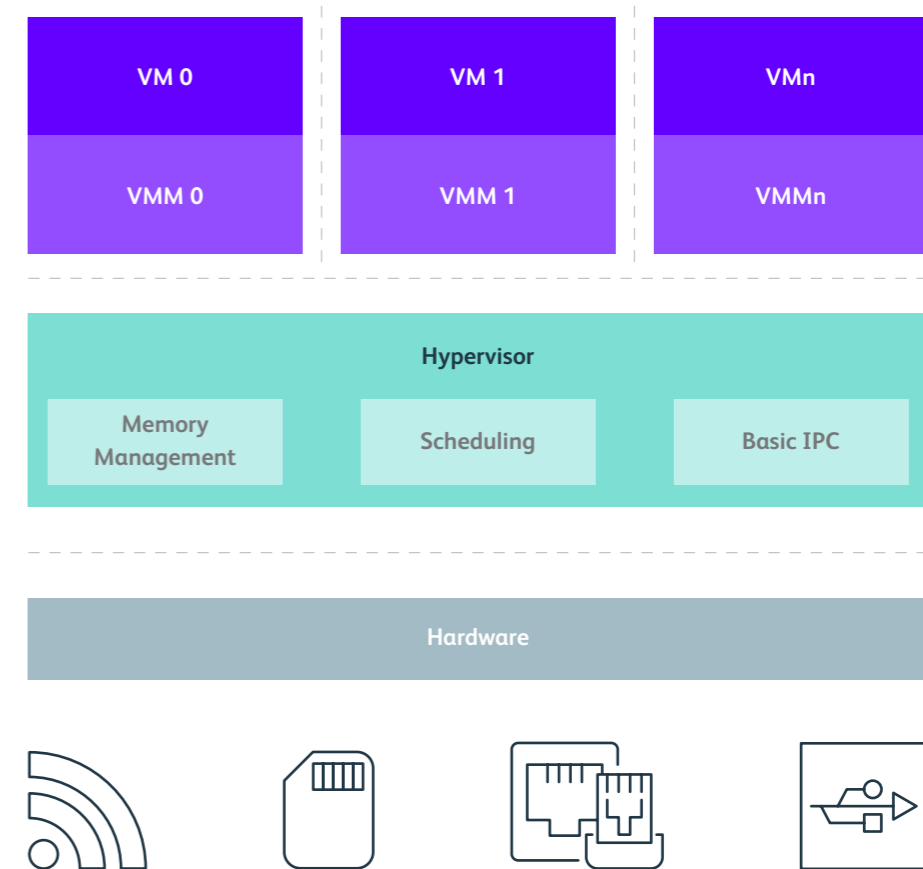 VM 0
VM 1
VMn
VMM 0
VMM 1
VMMn
Hypervisor
Memory
Management
Scheduling
Basic IPC
Hardware